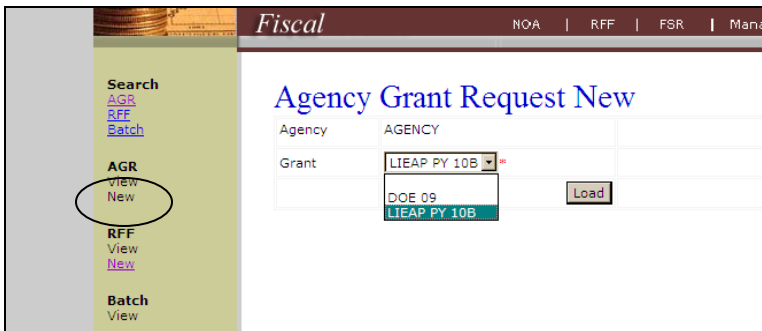 Fiscal
NOA | RFF | FSR | Mana
Search
AGR
RFF
Batch
AGR
View
New
RFF
View
New
Batch
View
Agency Grant Request New
Agency AGENCY
Grant LIEAP PY 10B *
DOE 09
LIEAP PY 10B
Load